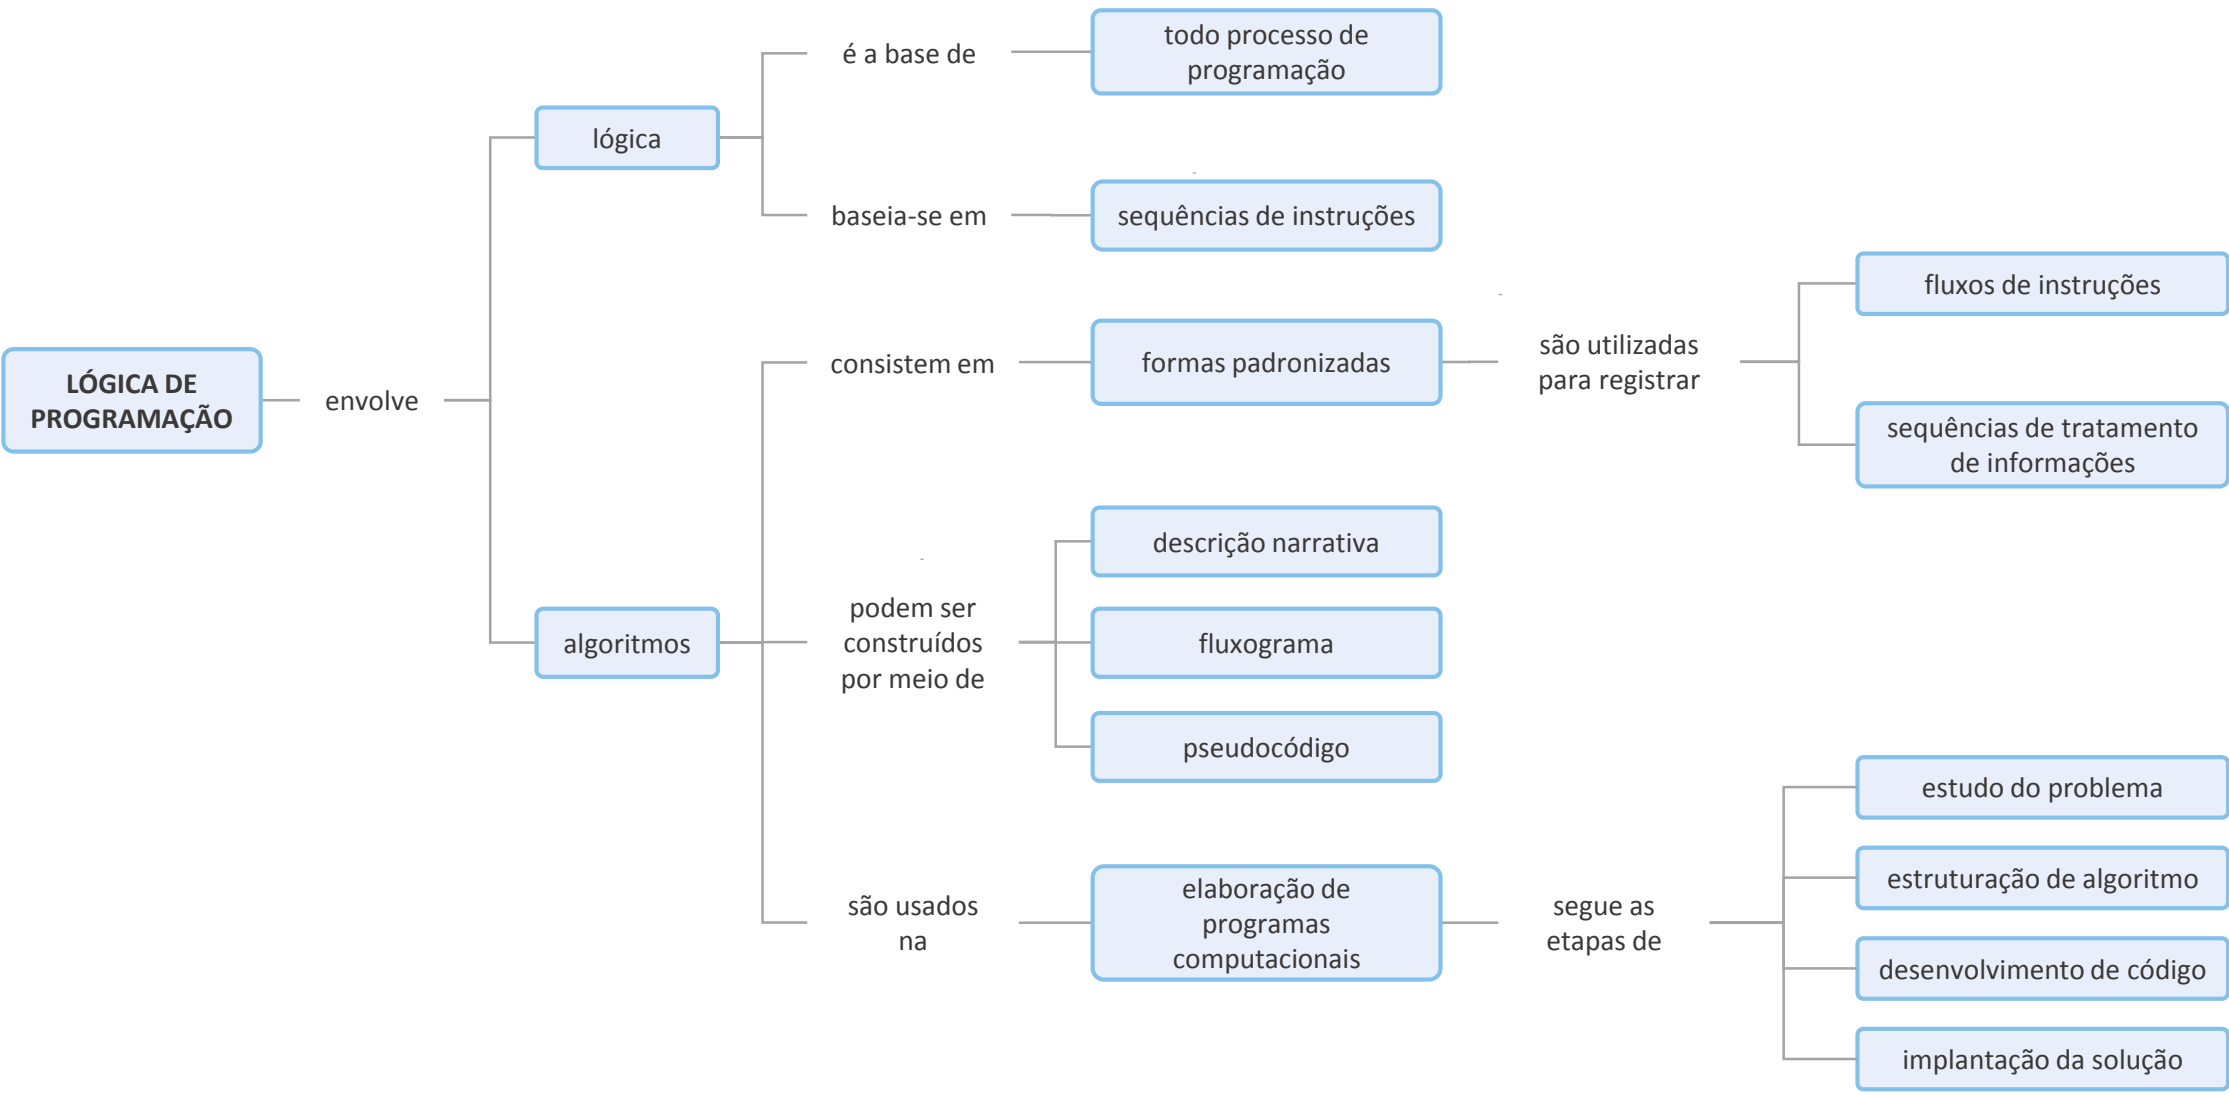 LÓGICA DE
PROGRAMAÇÃO
envolve
lógica
é a base de
todo processo de
programação
baseia-se em
sequências de instruções
algoritmos
consistem em
formas padronizadas
são utilizadas
para registrar
fluxos de instruções
sequências de tratamento
de informações
podem ser
construídos
por meio de
descrição narrativa
fluxograma
pseudocódigo
são usados
na
elaboração de
programas
computacionais
segue as
etapas de
estudo do problema
estruturação de algoritmo
desenvolvimento de código
implantação da solução